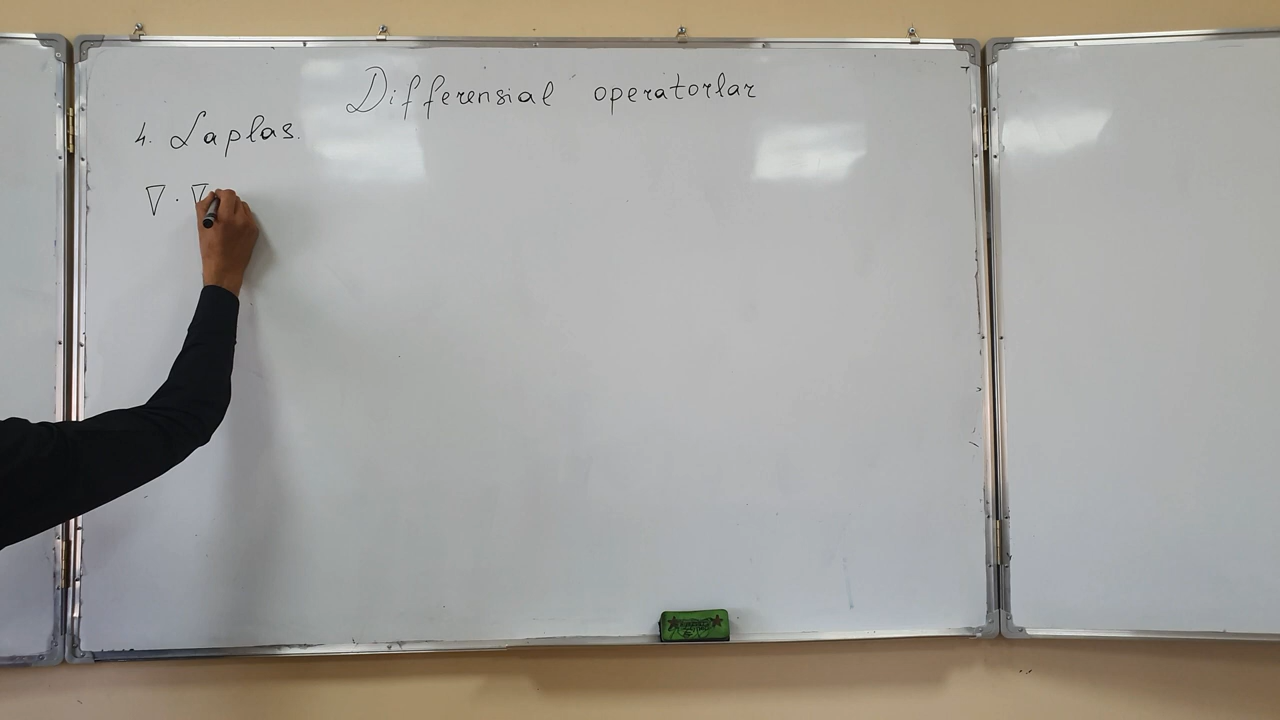 Differensial operatorlar
4. Laplas.
∇ · ∇